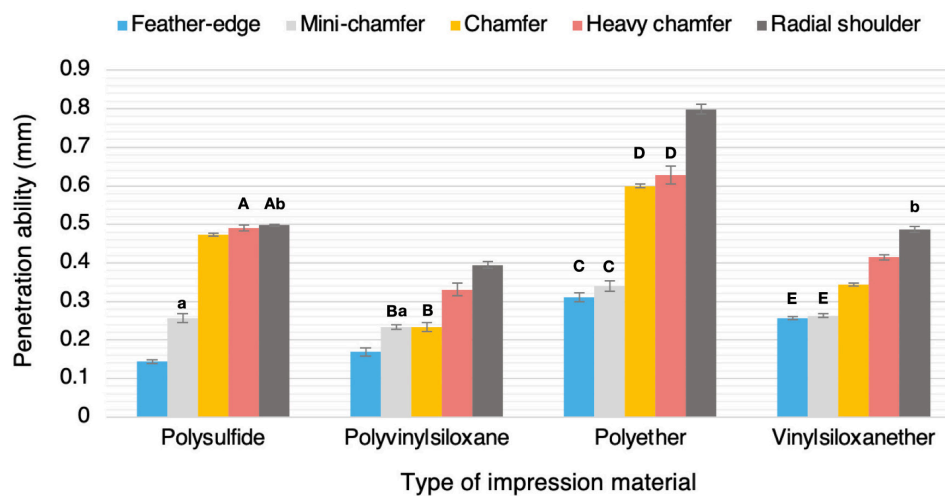 Feather-edge Mini-chamfer Chamfer Heavy chamfer Radial shoulder
Penetration ability (mm)
0.9
0.8
0.7
0.6
0.5
0.4
0.3
0.2
0.1
0
a A Ab
Ba B
C C D D
E E b
Polysulfide Polyvinylsiloxane Polyether Vinylsiloxanether
Type of impression material